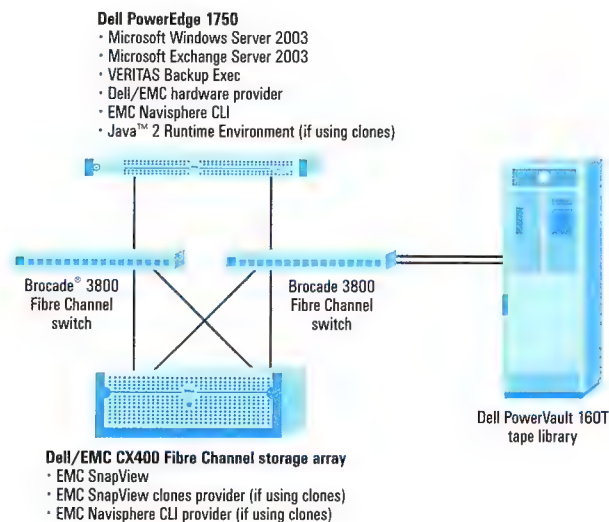 Dell PowerEdge 1750
· Microsoft Windows Server 2003
· Microsoft Exchange Server 2003
· VERITAS Backup Exec
· Dell/EMC hardware provider
· EMC Navisphere CLI
· Java™ 2 Runtime Environment (if using clones)
Brocade® 3800
Fibre Channel
switch
Brocade 3800
Fibre Channel
switch
Dell PowerVault 160T
tape library
Dell/EMC CX400 Fibre Channel storage array
· EMC SnapView
· EMC SnapView clones provider (if using clones)
· EMC Navisphere CLI provider (if using clones)